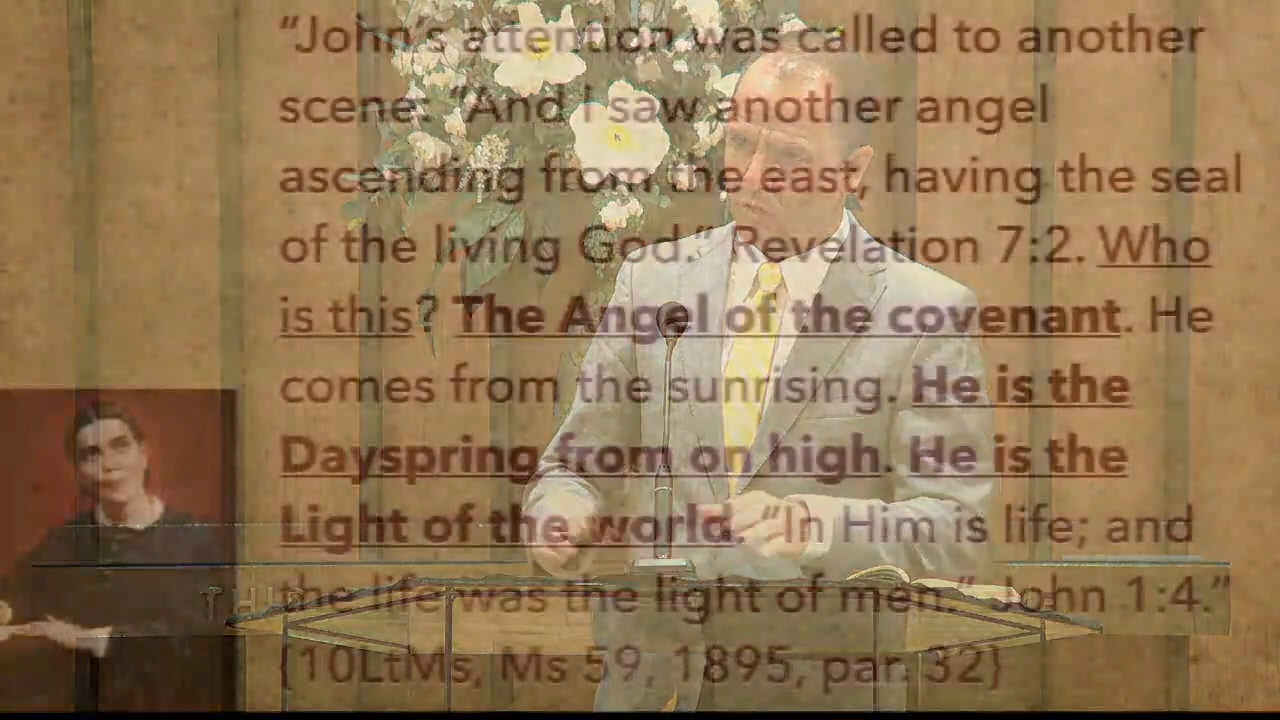 “John’s attention was called to another
scene: “And I saw another angel
ascending from the east, having the seal
of the living God.” Revelation 7:2. Who
is this? The Angel of the covenant. He
comes from the sunrising. He is the
Dayspring from on high. He is the
Light of the world. “In Him is life; and
the life was the light of men.” John 1:4.”
{10LtMs, Ms 59, 1895, par. 32}